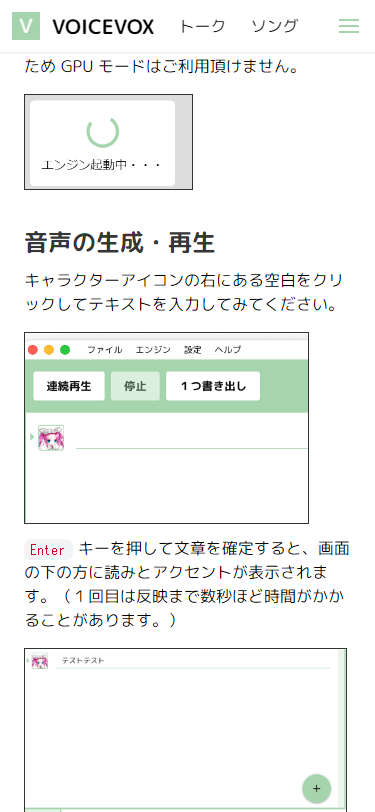 V VOICEVOX トーク ソング
ため GPU モードはご利用頂けません。
エンジン起動中・・・
音声の生成・再生
キャラクターアイコンの右にある空白をクリ
ックしてテキストを入力してみてください。
ファイル エンジン 設定 ヘルプ
連続再生 停止 １つ書き出し
Enter キーを押して文章を確定すると、画面
の下の方に読みとアクセントが表示されま
す。（１回目は反映まで数秒ほど時間がかか
ることがあります。）
テストテスト
+